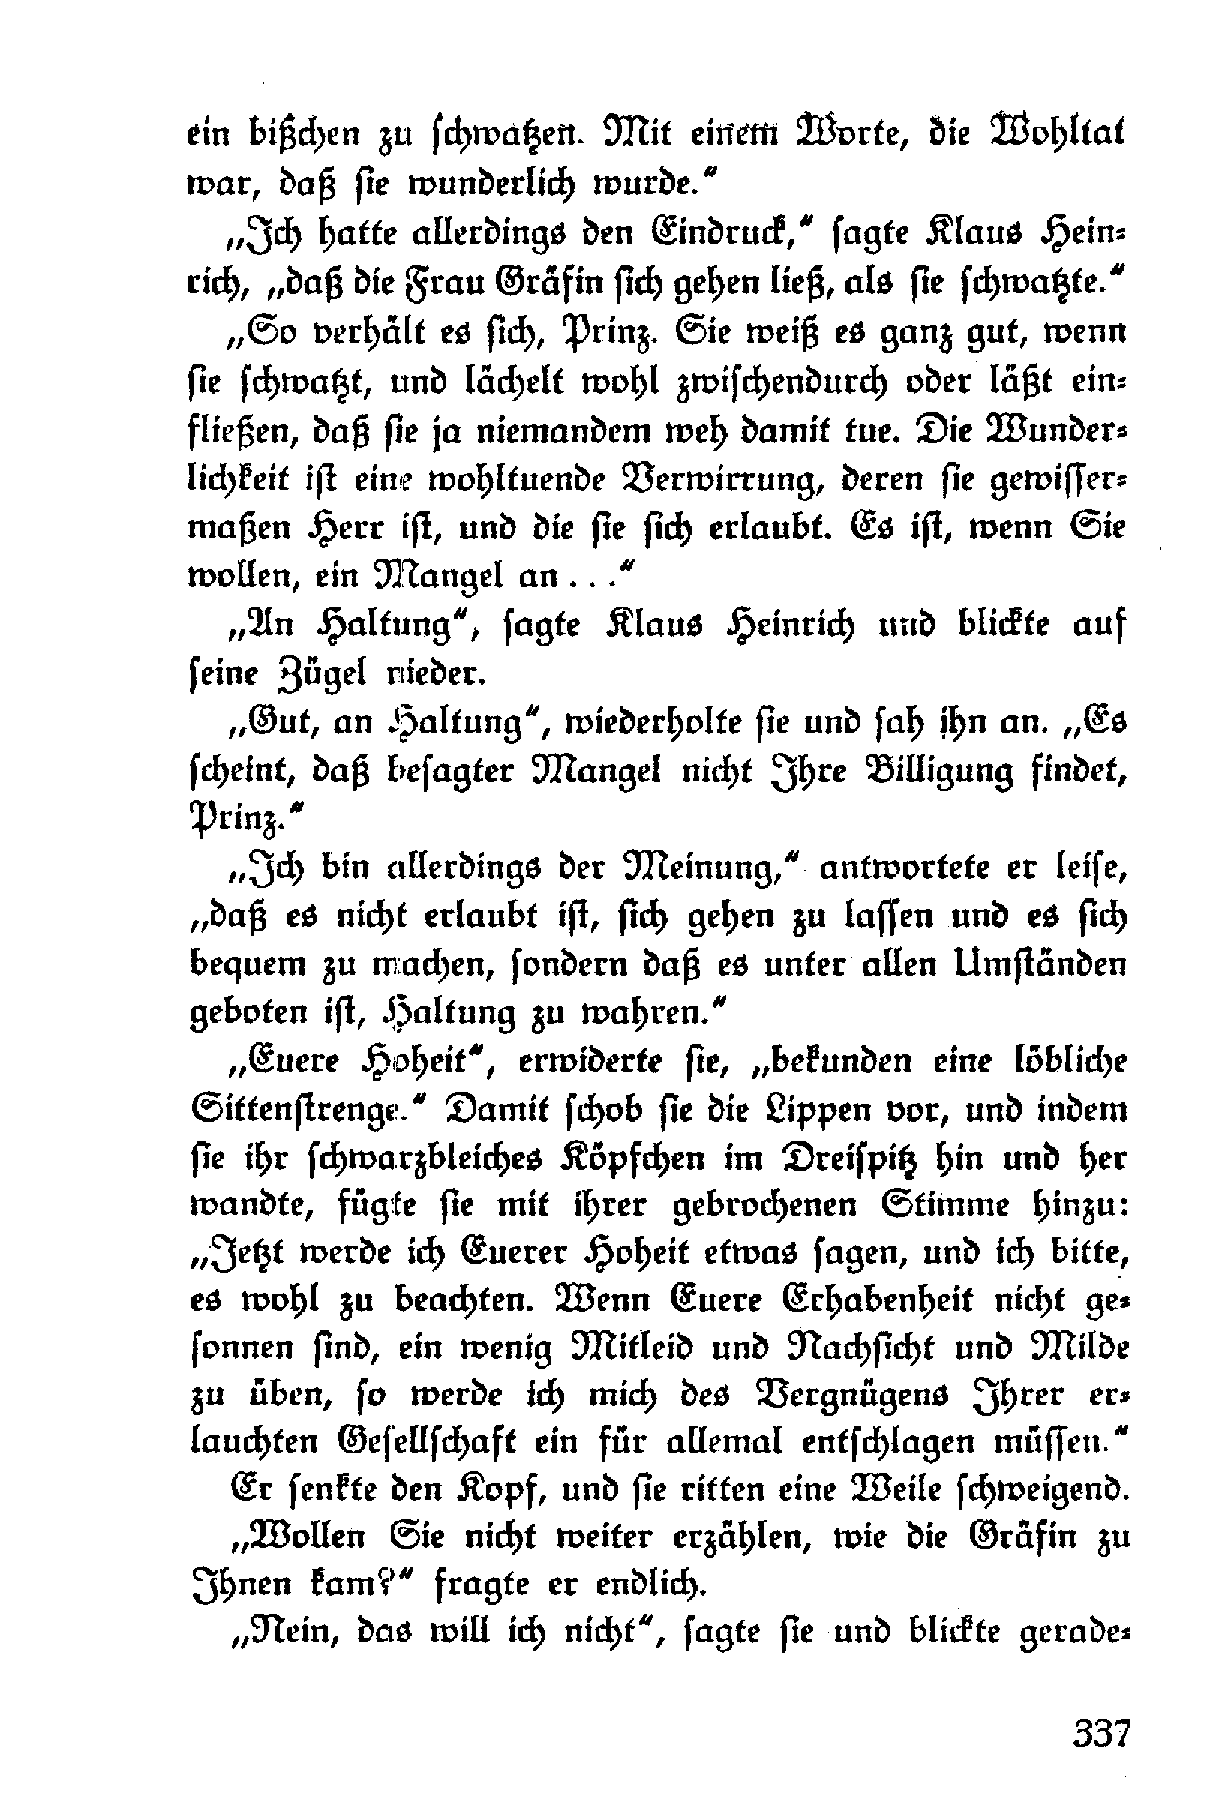 ein bißchen zu schwatzen. Mit einem Worte, die Wohltat
war, daß sie wunderlich wurde.“
„Ich hatte allerdings den Eindruck,“ sagte Klaus Hein-
rich, „daß die Frau Gräfin sich gehen ließ, als sie schwatzte.“
„So verhält es sich, Prinz. Sie weiß es ganz gut, wenn
sie schwatzt, und lächelt wohl zwischendurch oder läßt ein-
fließen, daß sie ja niemandem weh damit tue. Die Wunder-
lichkeit ist eine wohltuende Verwirrung, deren sie gewisser-
maßen Herr ist, und die sie sich erlaubt. Es ist, wenn Sie
wollen, ein Mangel an . . .“
„An Haltung“, sagte Klaus Heinrich und blickte auf
seine Zügel nieder.
„Gut, an Haltung“, wiederholte sie und sah ihn an. „Es
scheint, daß besagter Mangel nicht Ihre Billigung findet,
Prinz.“
„Ich bin allerdings der Meinung,“ antwortete er leise,
„daß es nicht erlaubt ist, sich gehen zu lassen und es sich
bequem zu machen, sondern daß es unter allen Umständen
geboten ist, Haltung zu wahren.“
„Euere Hoheit“, erwiderte sie, „bekunden eine löbliche
Sittenstrenge.“ Damit schob sie die Lippen vor, und indem
sie ihr schwarzbleiches Köpfchen im Dreispitz hin und her
wandte, fügte sie mit ihrer gebrochenen Stimme hinzu:
„Jetzt werde ich Euerer Hoheit etwas sagen, und ich bitte,
es wohl zu beachten. Wenn Euere Erhabenheit nicht ge-
sonnen sind, ein wenig Mitleid und Nachsicht und Milde
zu üben, so werde ich mich des Vergnügens Ihrer er-
lauchten Gesellschaft ein für allemal entschlagen müssen.“
Er senkte den Kopf, und sie ritten eine Weile schweigend.
„Wollen Sie nicht weiter erzählen, wie die Gräfin zu
Ihnen kam?“ fragte er endlich.
„Nein, das will ich nicht“, sagte sie und blickte gerade-
337